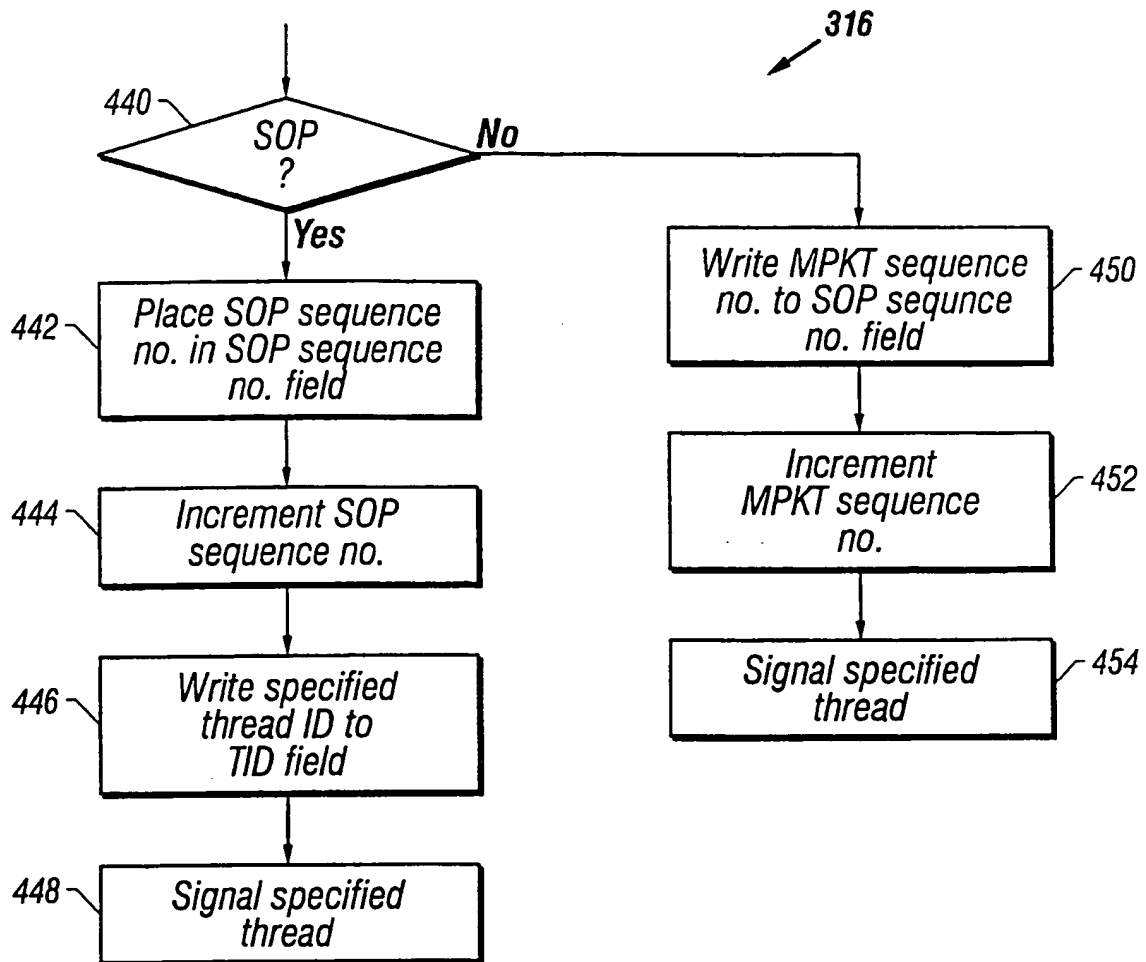 316
440
SOP
?
No
Yes
442
Place SOP sequence
no. in SOP sequence
no. field
Write MPKT sequence
no. to SOP sequnce
no. field
450
444
Increment SOP
sequence no.
Increment
MPKT sequence
no.
452
446
Write specified
thread ID to
TID field
Signal specified
thread
454
448
Signal specified
thread